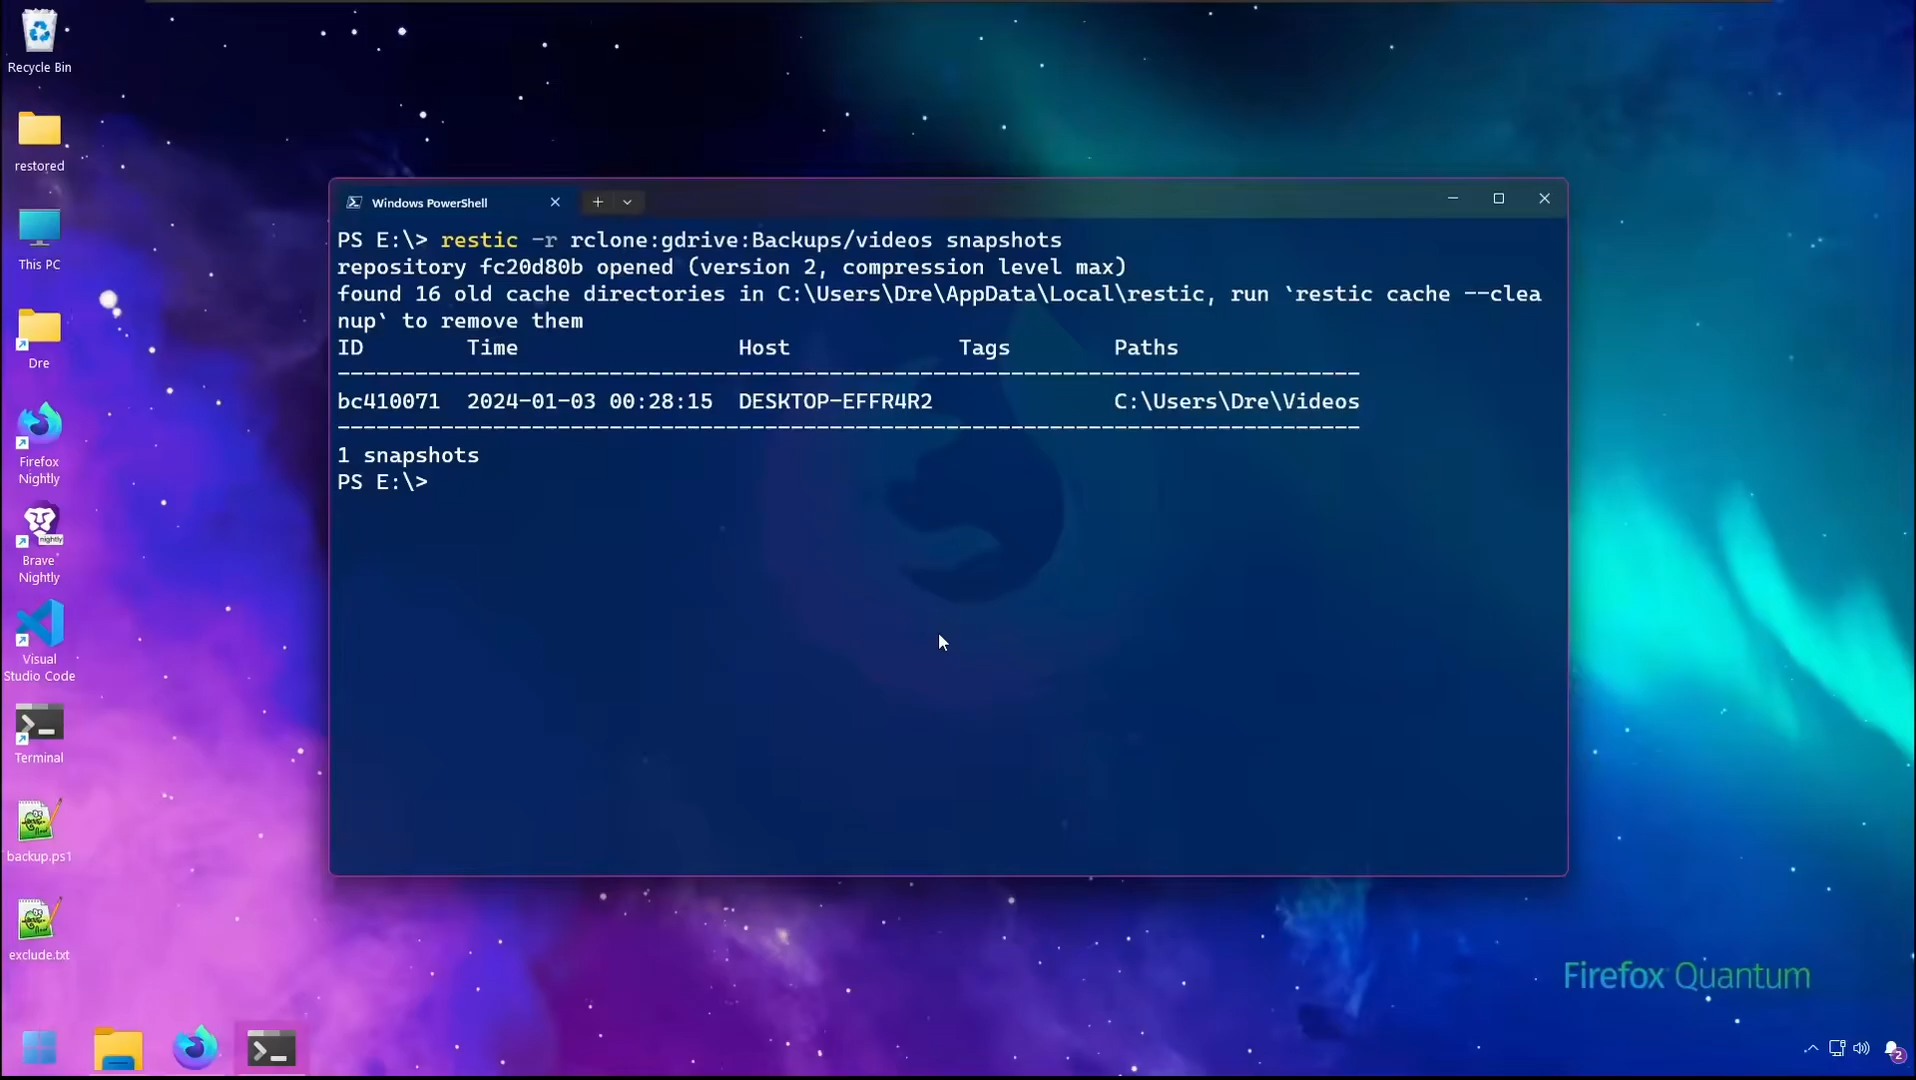 Recycle Bin
restored
This PC
Dre
Firefox
Nightly
nightly
Brave
Nightly
Visual
Studio Code
Terminal
backup.ps1
exclude.txt
Windows PowerShell
PS E:\> restic -r rclone:gdrive:Backups/videos snapshots
repository fc20d80b opened (version 2, compression level max)
found 16 old cache directories in C:\Users\Dre\AppData\Local\restic, run `restic cache --clea
nup` to remove them
ID Time Host Tags Paths
-------------------------------------------------------------------------------
bc410071 2024-01-03 00:28:15 DESKTOP-EFFR4R2 C:\Users\Dre\Videos
-------------------------------------------------------------------------------
1 snapshots
PS E:\>
Firefox Quantum
2